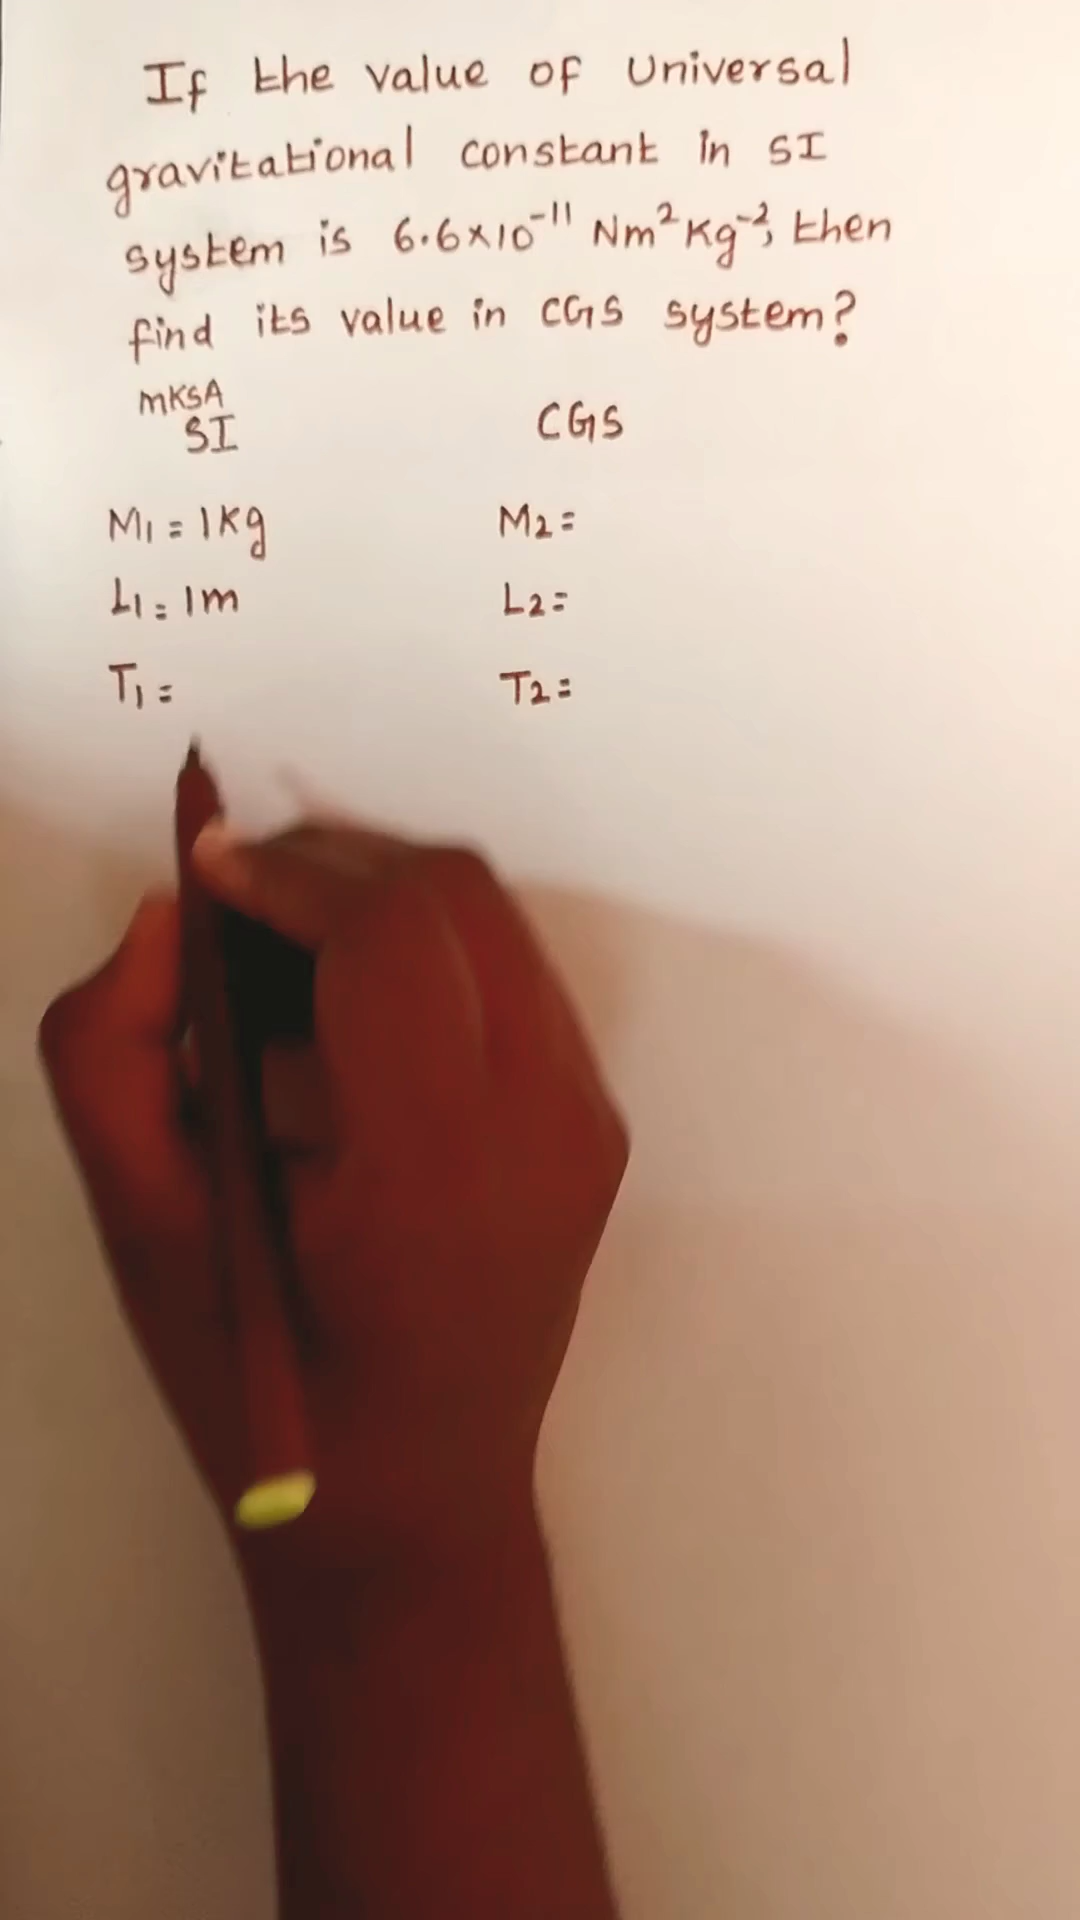 If the value of Universal
gravitational constant in SI
system is 6.6×10⁻¹¹ Nm²Kg⁻², then
find its value in CGS system?
MKSA
SI CGS
M₁ = 1Kg M₂ =
L₁ = 1m L₂ =
T₁ = T₂ =